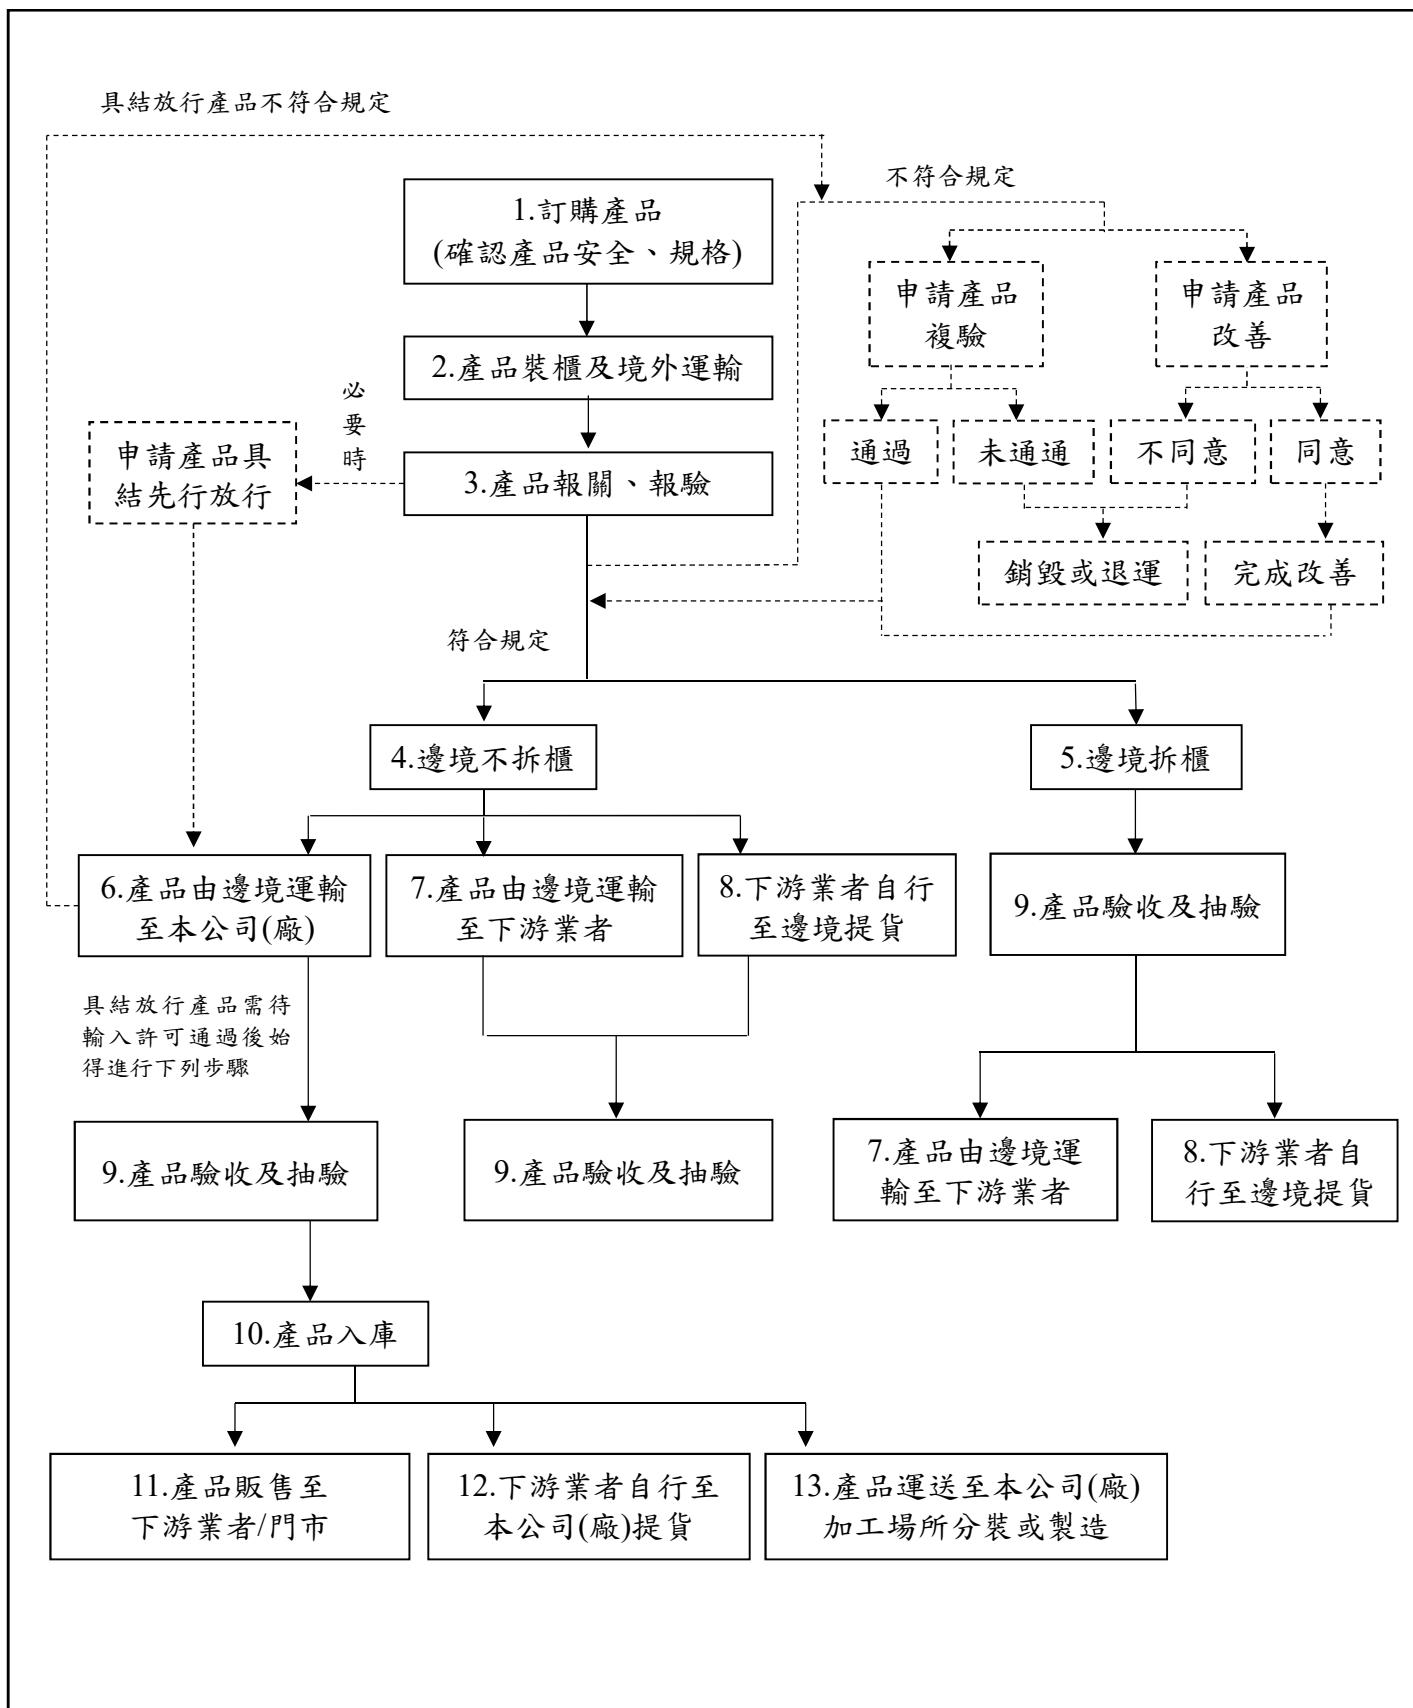 具結放行產品不符合規定
不符合規定
1.訂購產品
(確認產品安全、規格)
申請產品
複驗
申請產品
改善
2.產品裝櫃及境外運輸
必
要
時
通過
未通通
不同意
同意
申請產品具
結先行放行
3.產品報關、報驗
銷毀或退運
完成改善
符合規定
4.邊境不拆櫃
5.邊境拆櫃
6.產品由邊境運輸
至本公司(廠)
7.產品由邊境運輸
至下游業者
8.下游業者自行
至邊境提貨
9.產品驗收及抽驗
具結放行產品需待
輸入許可通過後始
得進行下列步驟
9.產品驗收及抽驗
9.產品驗收及抽驗
7.產品由邊境運
輸至下游業者
8.下游業者自
行至邊境提貨
10.產品入庫
11.產品販售至
下游業者/門市
12.下游業者自行至
本公司(廠)提貨
13.產品運送至本公司(廠)
加工場所分裝或製造